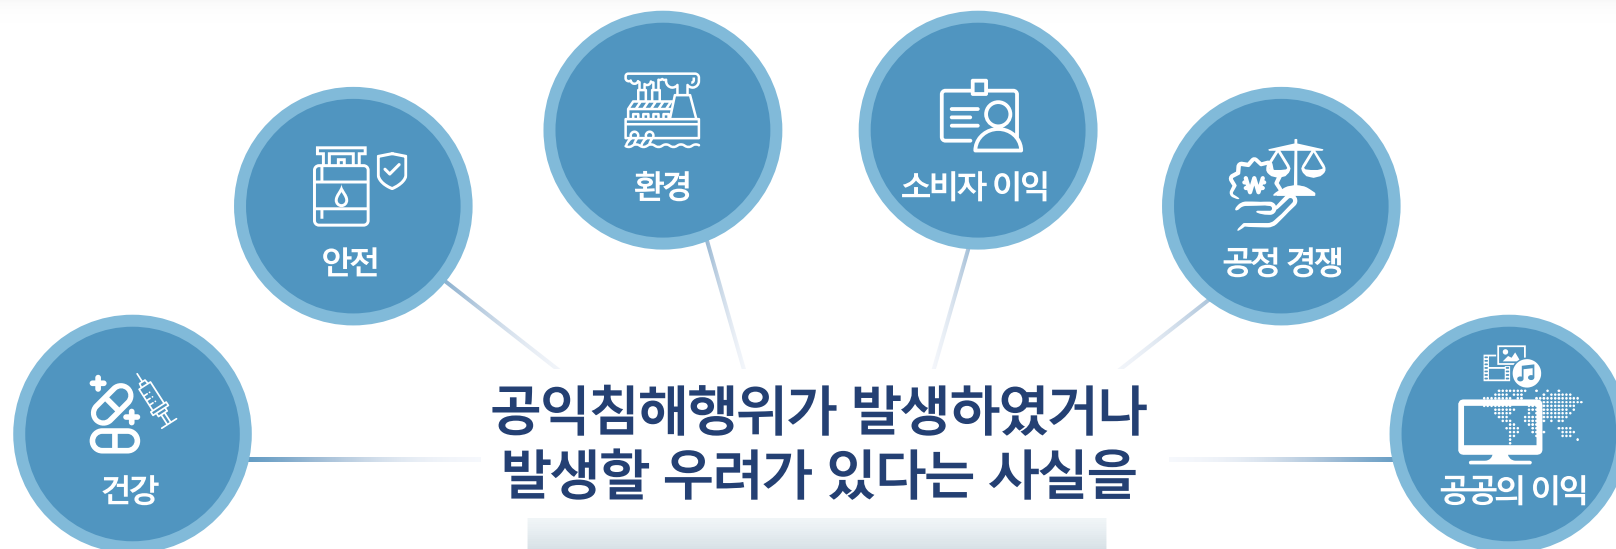 건강
안전
환경
소비자 이익
공정 경쟁
공공의 이익
공익침해행위가 발생하였거나
발생할 우려가 있다는 사실을